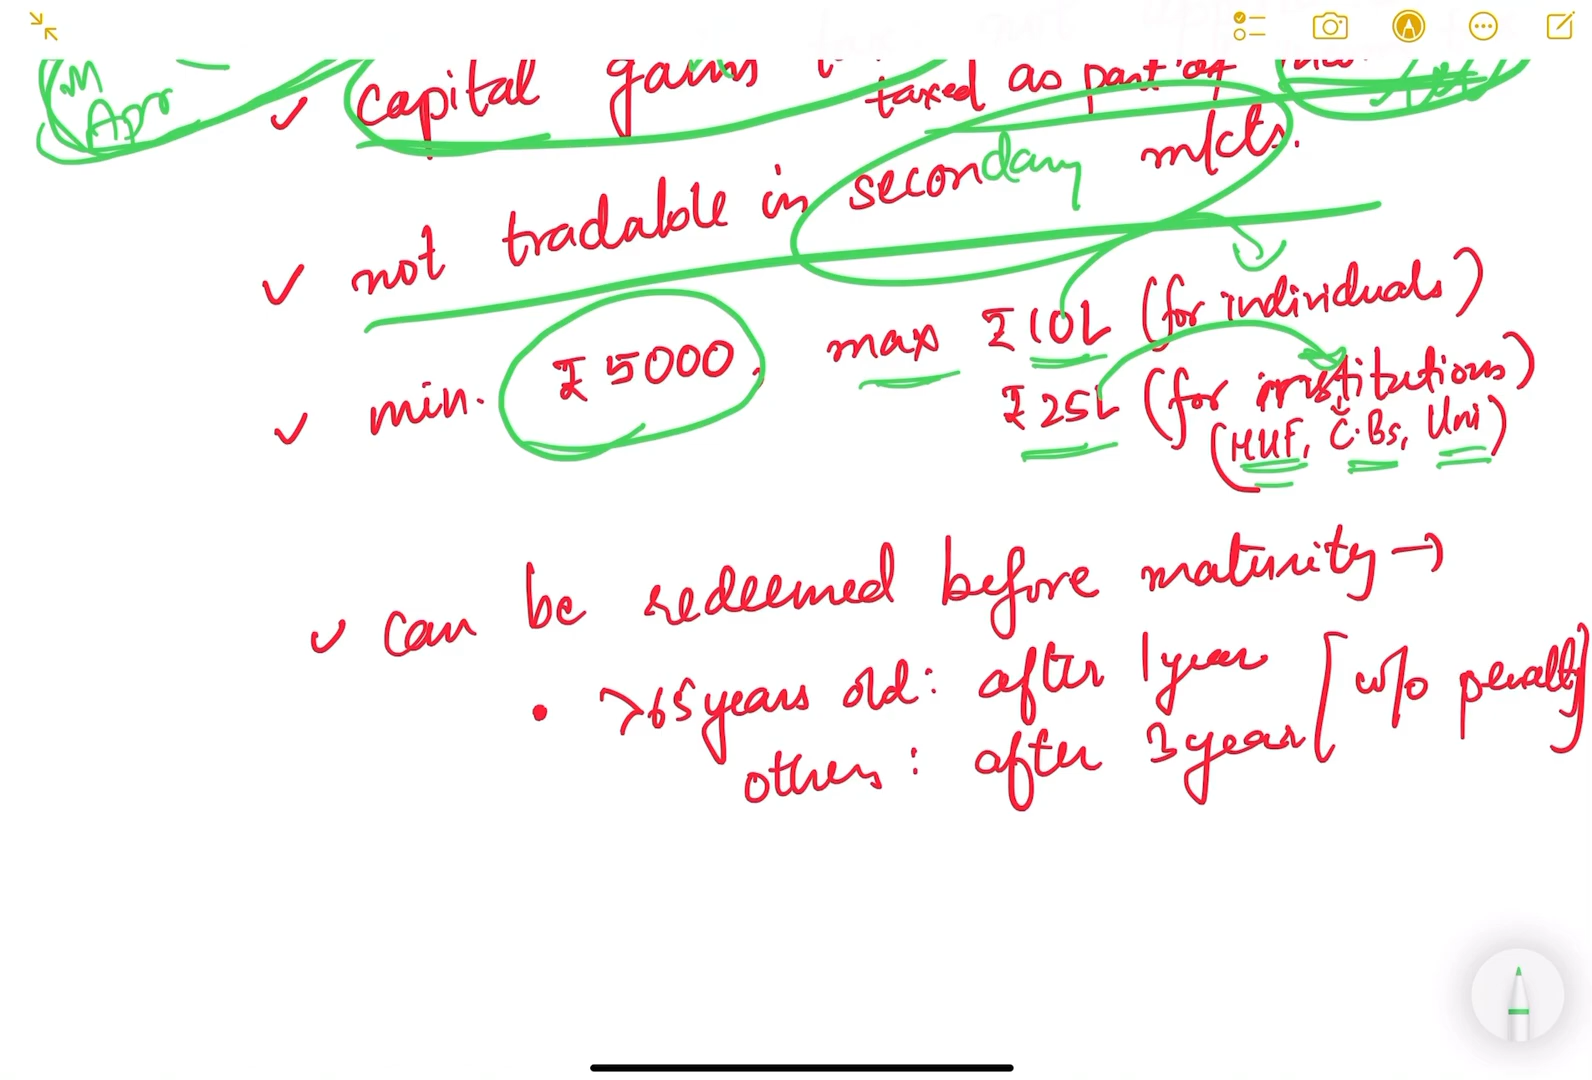 Apr
✓ Capital gains taxed as part of
✓ not tradable in secondary mkts.
✓ min. ₹5000, max ₹10L (for individuals)
₹25L (for institutions)
(HUF, C.Bs, Uni)
✓ can be redeemed before maturity →
• >65 years old: after 1 year [w/o penalty]
others: after 3 year